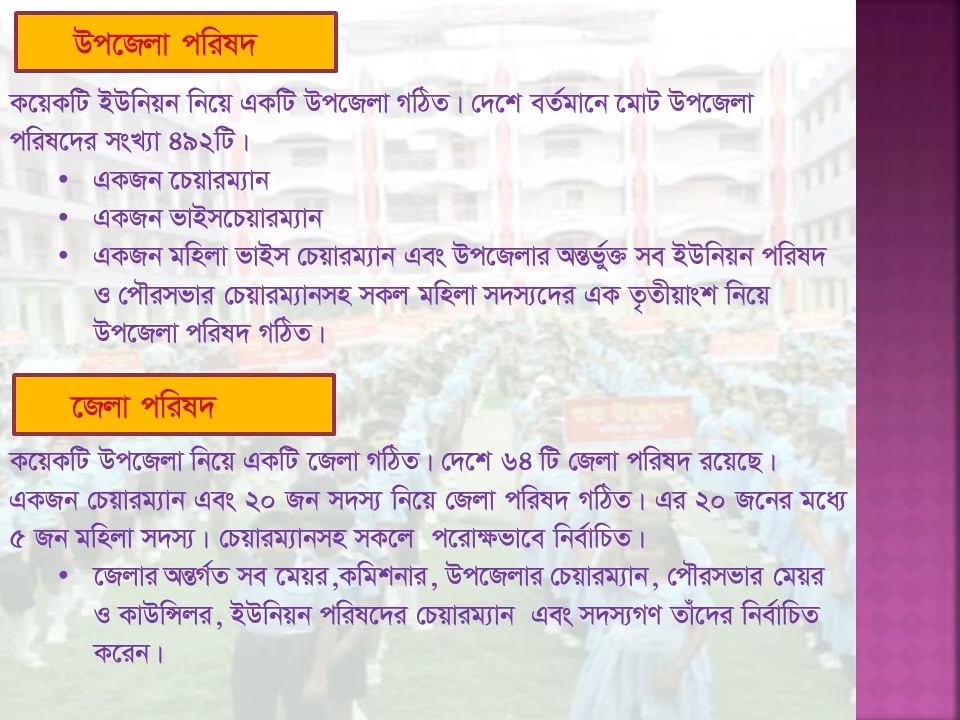 উপজেলা পরিষদ
কয়েকটি ইউনিয়ন নিয়ে একটি উপজেলা গঠিত। দেশে বর্তমানে মোট উপজেলা
পরিষদের সংখ্যা ৪৯২টি।
• একজন চেয়ারম্যান
• একজন ভাইসচেয়ারম্যান
• একজন মহিলা ভাইস চেয়ারম্যান এবং উপজেলার অন্তর্ভুক্ত সব ইউনিয়ন পরিষদ
ও পৌরসভার চেয়ারম্যানসহ সকল মহিলা সদস্যদের এক তৃতীয়াংশ নিয়ে
উপজেলা পরিষদ গঠিত।
জেলা পরিষদ
কয়েকটি উপজেলা নিয়ে একটি জেলা গঠিত। দেশে ৬৪ টি জেলা পরিষদ রয়েছে।
একজন চেয়ারম্যান এবং ২০ জন সদস্য নিয়ে জেলা পরিষদ গঠিত। এর ২০ জনের মধ্যে
৫ জন মহিলা সদস্য। চেয়ারম্যানসহ সকলে পরোক্ষভাবে নির্বাচিত।
• জেলার অন্তর্গত সব মেয়র,কমিশনার, উপজেলার চেয়ারম্যান, পৌরসভার মেয়র
ও কাউন্সিলর, ইউনিয়ন পরিষদের চেয়ারম্যান এবং সদস্যগণ তাঁদের নির্বাচিত
করেন।